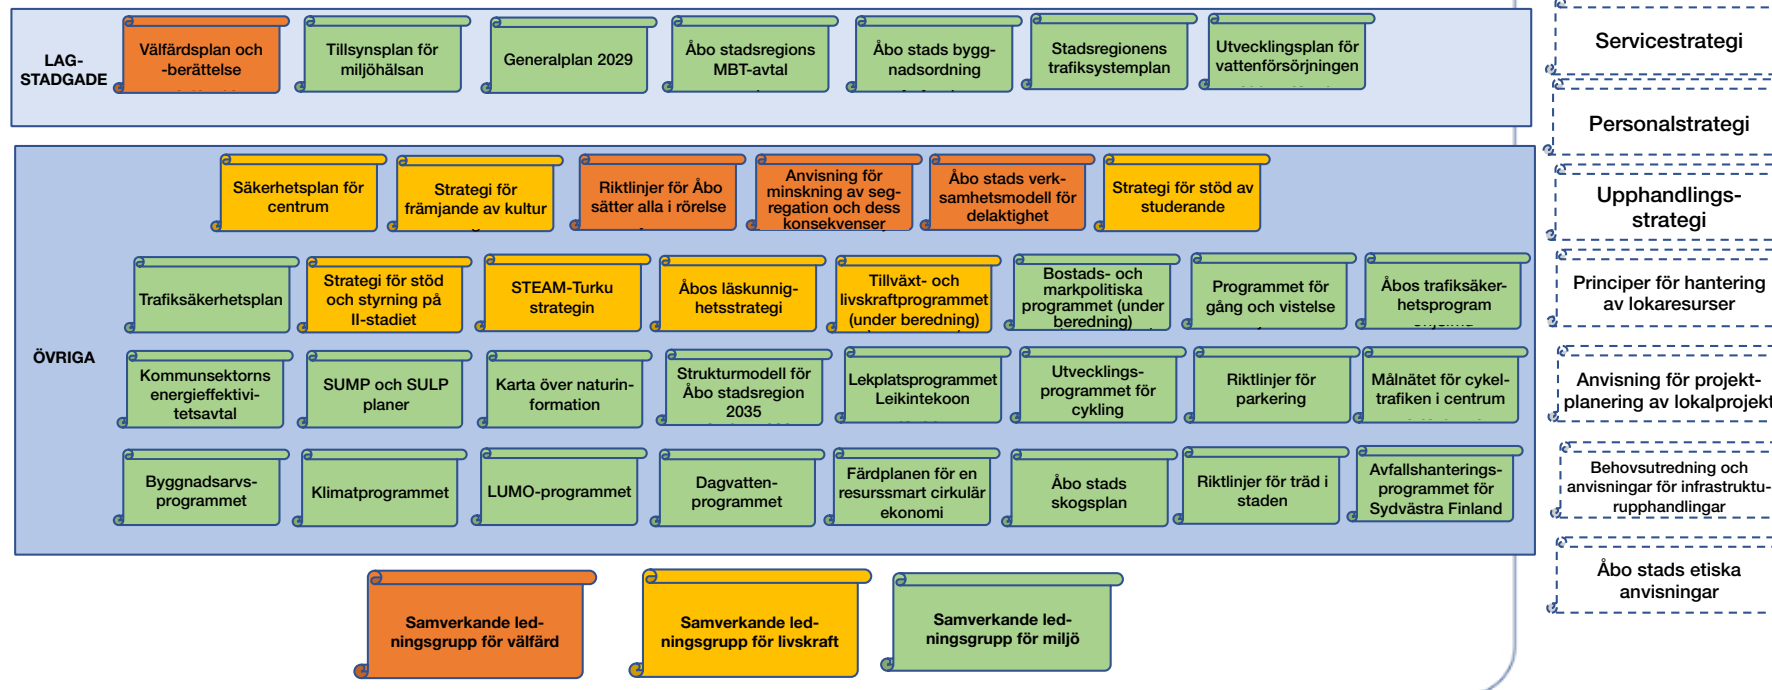 LAG-
STADGADE
Välfärdsplan och
-berättelse
Tillsynsplan för
miljöhälsan
Generalplan 2029
Åbo stadsregions
MBT-avtal
Åbo stads bygg-
nadsordning
Stadsregionens
trafiksystemplan
Utvecklingsplan för
vattenförsörjningen
ÖVRIGA
Säkerhetsplan för
centrum
Strategi för
främjande av kultur
Riktlinjer för Åbo
sätter alla i rörelse
Anvisning för
minskning av seg-
regation och dess
konsekvenser
Åbo stads verk-
samhetsmodell för
delaktighet
Strategi för stöd av
studerande
Trafiksäkerhetsplan
Strategi för stöd
och styrning på
II-stadiet
STEAM-Turku
strategin
Åbos läskunnig-
hetsstrategi
Tillväxt- och
livskraftprogrammet
(under beredning)
Bostads- och
markpolitiska
programmet (under
beredning)
Programmet för
gång och vistelse
Åbos trafiksäker-
hetsprogram
Kommunsektorns
energieffektivi-
tetsavtal
SUMP och SULP
planer
Karta över naturin-
formation
Strukturmodell för
Åbo stadsregion
2035
Lekplatsprogrammet
Leikintekoon
Utvecklings-
programmet för
cykling
Riktlinjer för
parkering
Målnätet för cykel-
trafiken i centrum
Byggnadsarvs-
programmet
Klimatprogrammet
LUMO-programmet
Dagvatten-
programmet
Färdplanen för en
resurssmart cirkulär
ekonomi
Åbo stads
skogsplan
Riktlinjer för träd i
staden
Avfallshanterings-
programmet för
Sydvästra Finland
Samverkande led-
ningsgrupp för välfärd
Samverkande led-
ningsgrupp för livskraft
Samverkande led-
ningsgrupp för miljö
Servicestrategi
Personalstrategi
Upphandlings-
strategi
Principer för hantering
av lokaresurser
Anvisning för projekt-
planering av lokalprojekt
Behovsutredning och
anvisningar för infrastruktu-
rupphandlingar
Åbo stads etiska
anvisningar